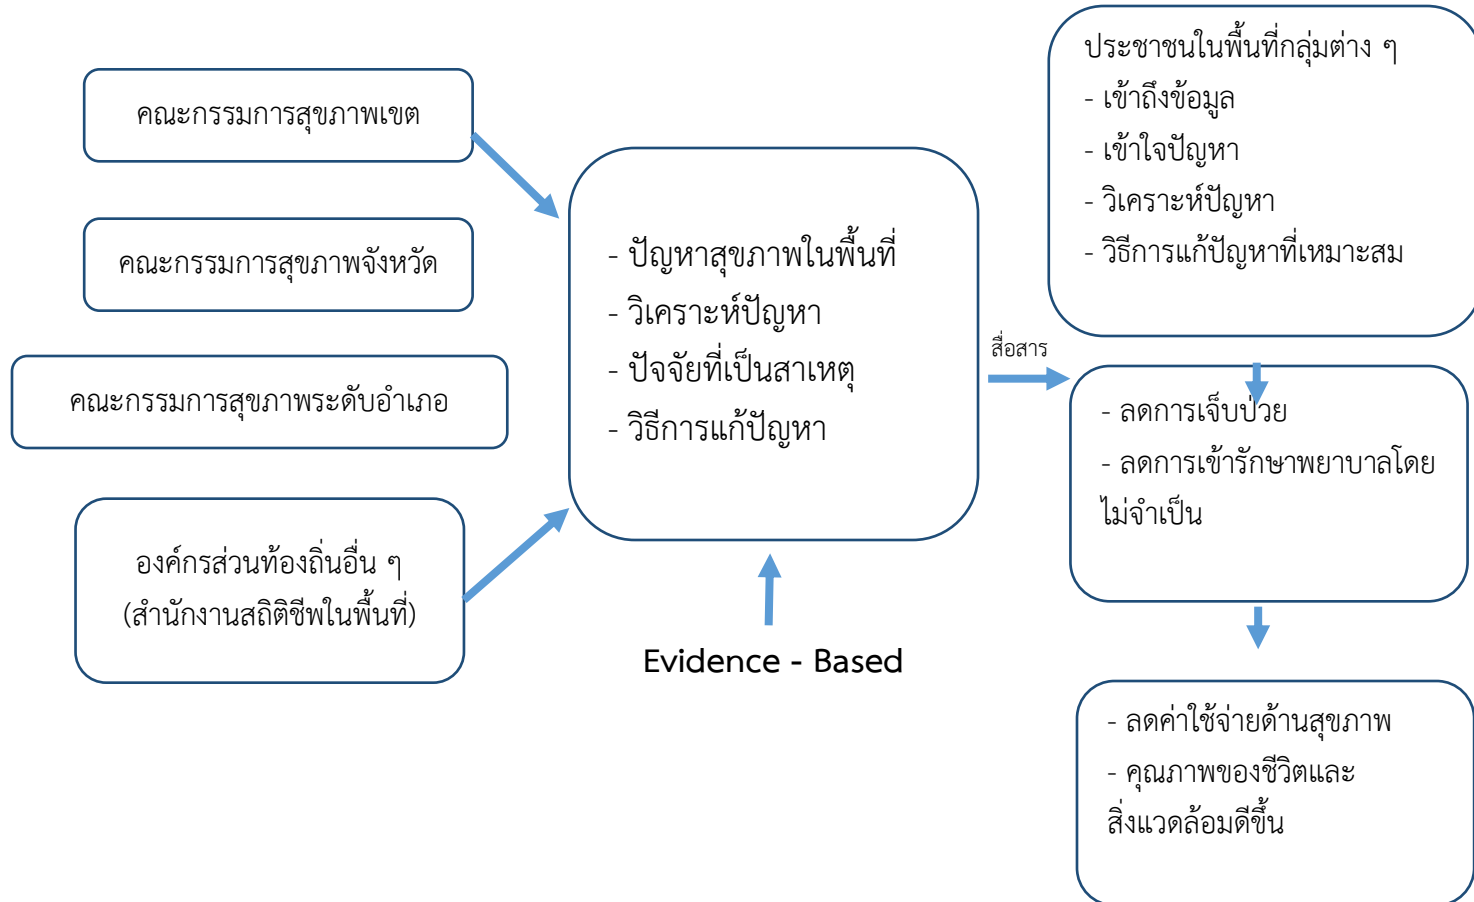 คณะกรรมการสุขภาพเขต
คณะกรรมการสุขภาพจังหวัด
คณะกรรมการสุขภาพระดับอำเภอ
องค์กรส่วนท้องถิ่นอื่น ๆ
(สำนักงานสถิติชีพในพื้นที่)
- ปัญหาสุขภาพในพื้นที่
- วิเคราะห์ปัญหา
- ปัจจัยที่เป็นสาเหตุ
- วิธีการแก้ปัญหา
Evidence - Based
สื่อสาร
ประชาชนในพื้นที่กลุ่มต่าง ๆ
- เข้าถึงข้อมูล
- เข้าใจปัญหา
- วิเคราะห์ปัญหา
- วิธีการแก้ปัญหาที่เหมาะสม
- ลดการเจ็บป่วย
- ลดการเข้ารักษาพยาบาลโดย
ไม่จำเป็น
- ลดค่าใช้จ่ายด้านสุขภาพ
- คุณภาพของชีวิตและ
สิ่งแวดล้อมดีขึ้น